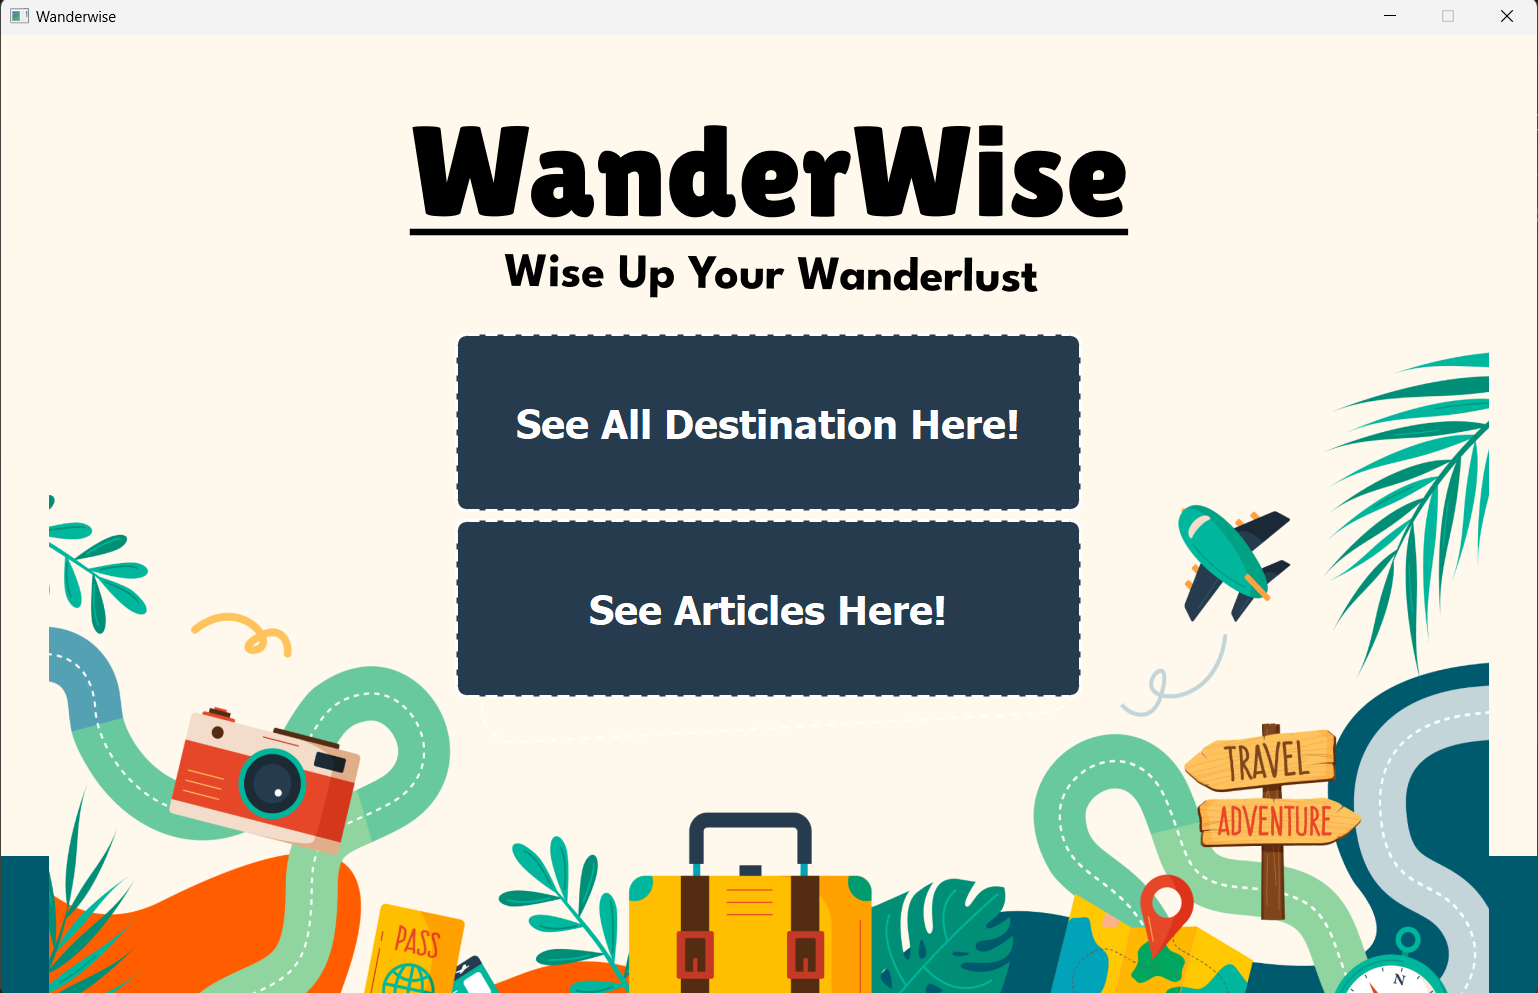 Wanderwise
WanderWise
Wise Up Your Wanderlust
See All Destination Here!
See Articles Here!
TRAVEL
ADVENTURE
PASS
N